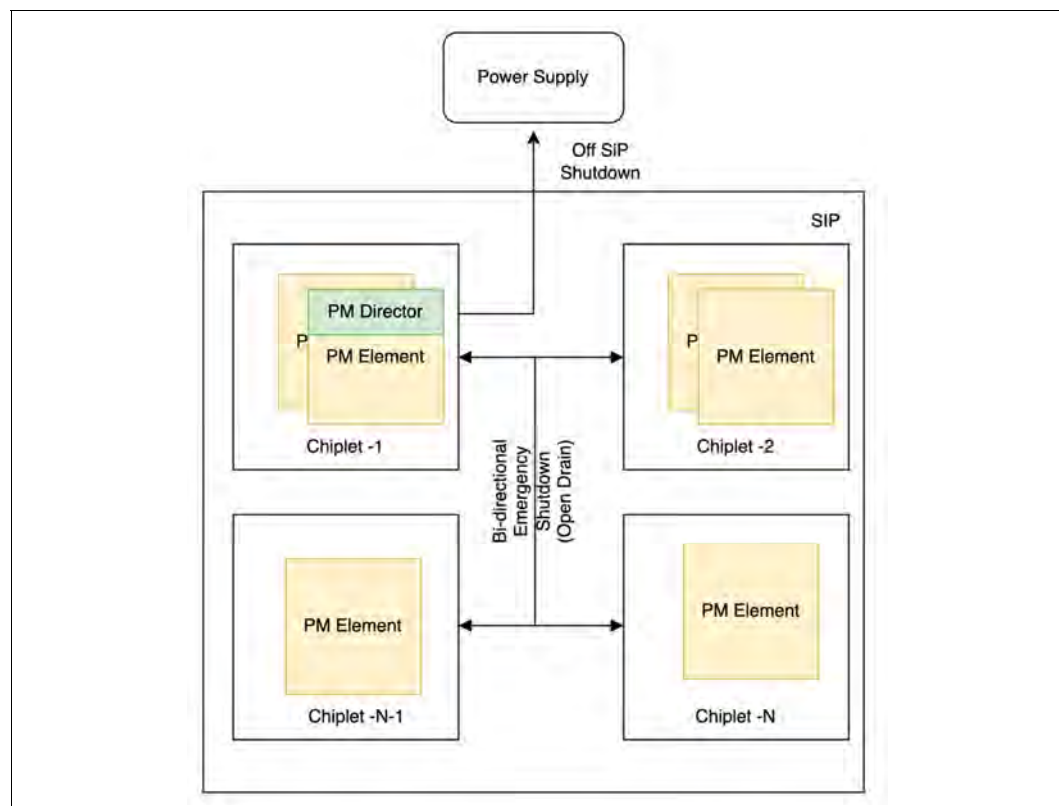 Power Supply
Off SiP
Shutdown
SIP
PM Director
P
PM Element
Chiplet -1
P
PM Element
Chiplet -2
Bi-directional
Emergency
Shutdown
(Open Drain)
PM Element
Chiplet -N-1
PM Element
Chiplet -N